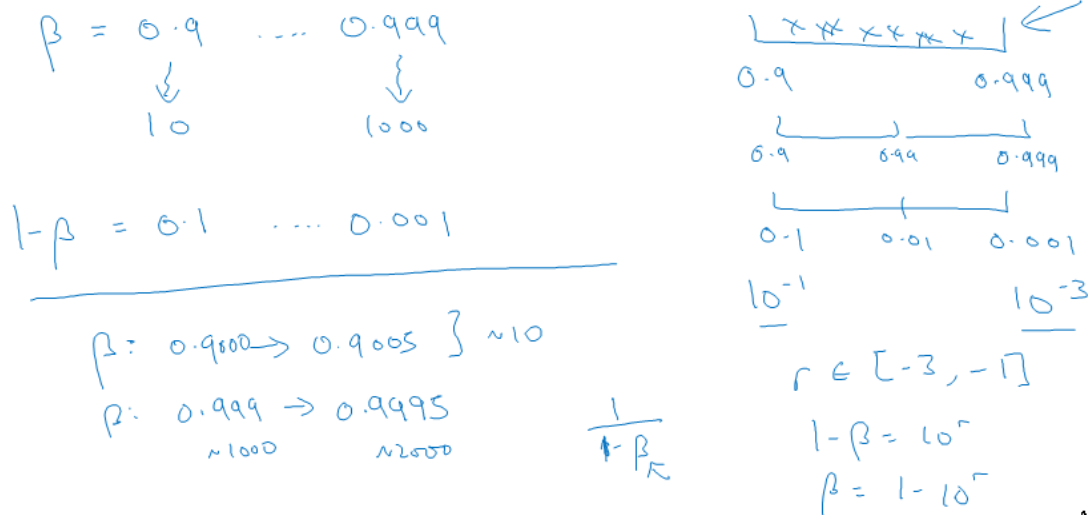 β = 0.9 .... 0.999
10 1000
1-β = 0.1 .... 0.001
β: 0.9000 → 0.9005 } ~10
β: 0.999 → 0.9995
~1000 ~2000
1
1-β
0.9 0.999
0.9 0.99 0.999
0.1 0.01 0.001
10⁻¹ 10⁻³
r ∈ [-3, -1]
1-β = 10ʳ
β = 1-10ʳ